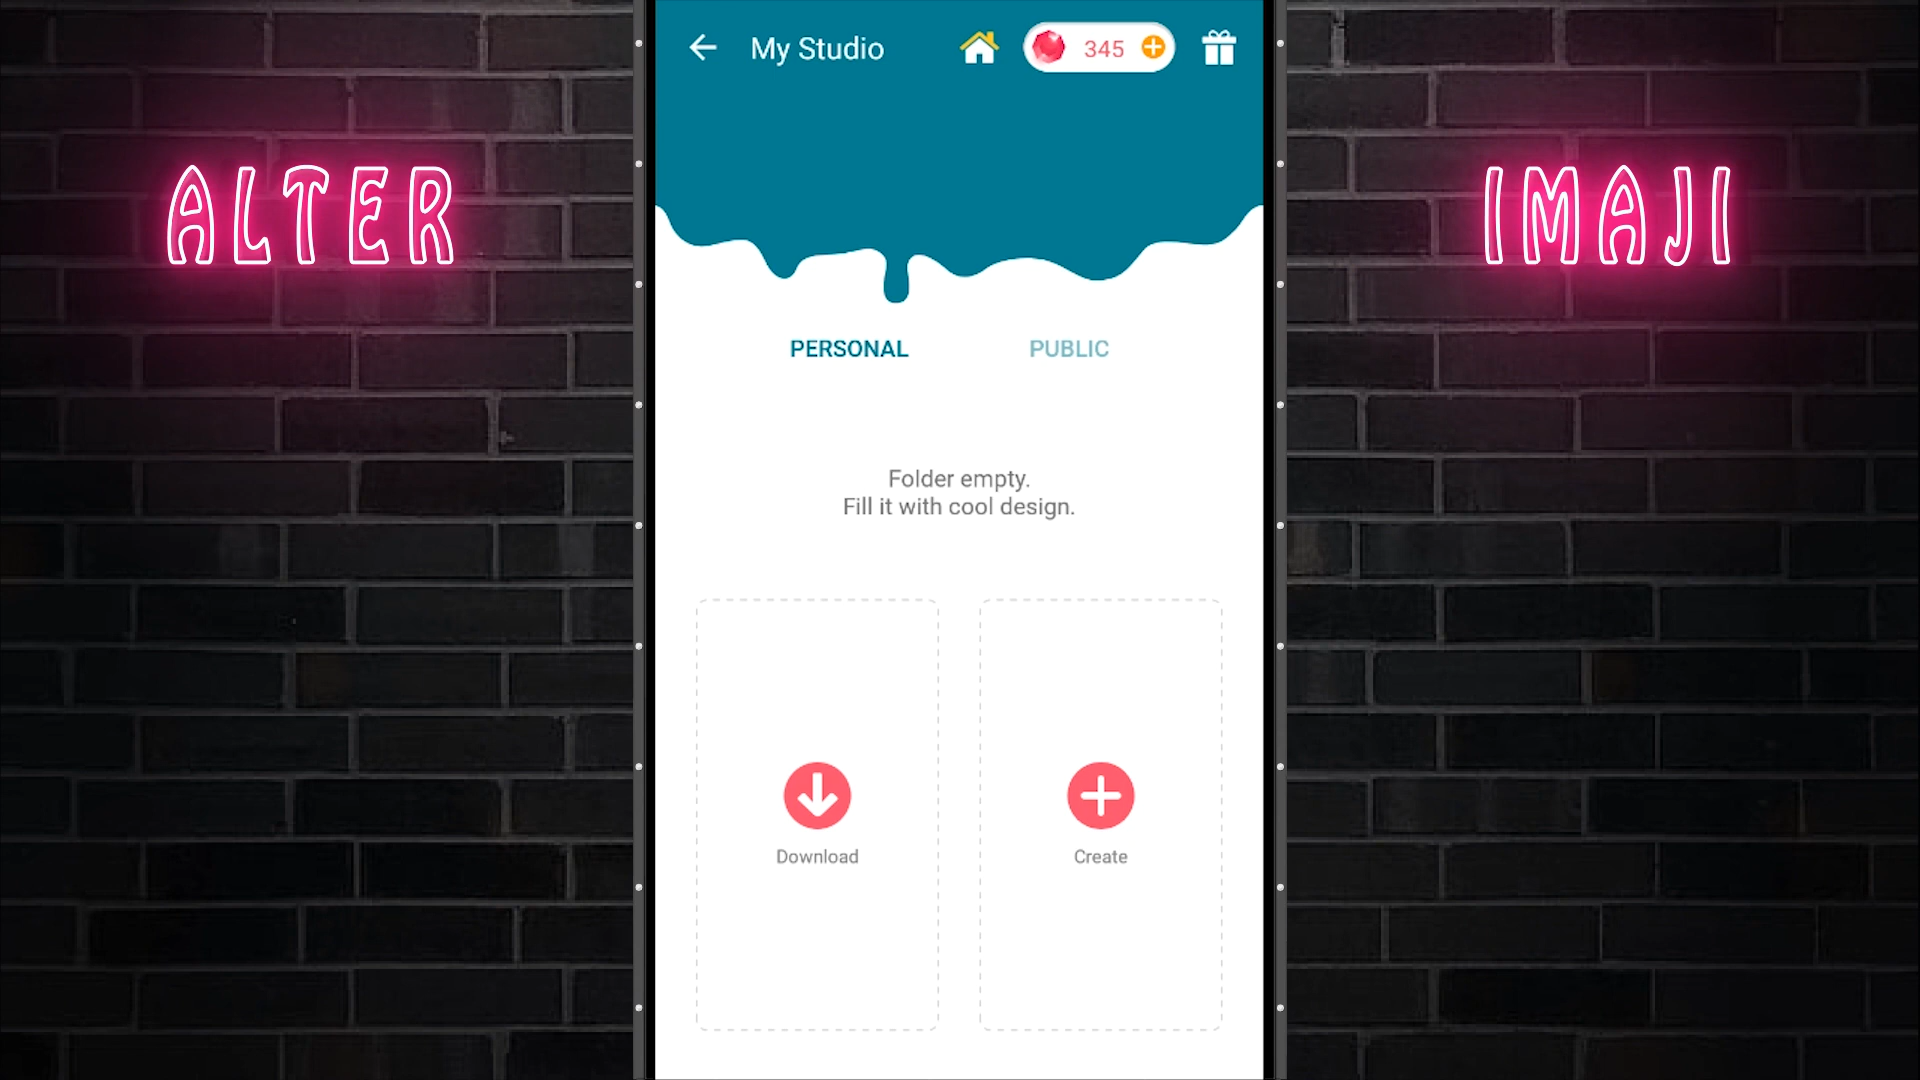 My Studio
345
ALTER
IMAJI
PERSONAL
PUBLIC
Folder empty.
Fill it with cool design.
Download
Create